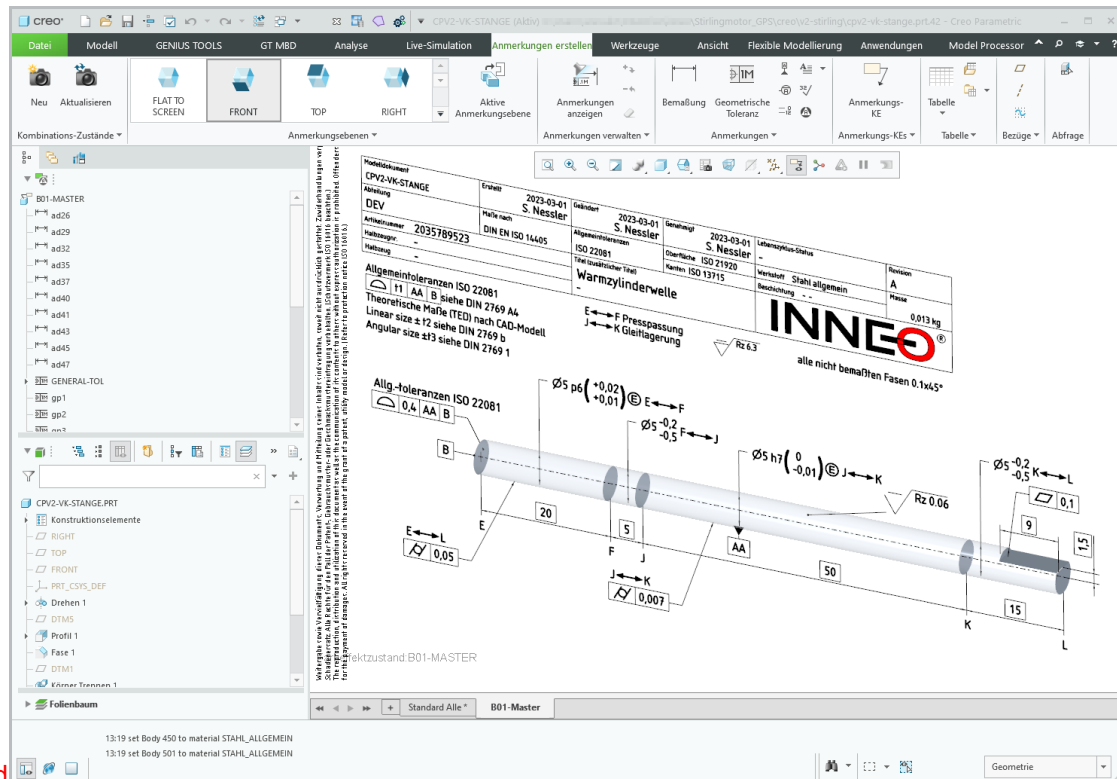 creo
CPV2-VK-STANGE (Aktiv) \Stirlingmotor_GPS\creo\vc-stirling\cpv2-vk-stange.prt.42 - Creo Parametric
Datei Modell GENIUS TOOLS GT MBD Analyse Live-Simulation Anmerkungen erstellen Werkzeuge Ansicht Flexible Modellierung Anwendungen Model Processor
Neu Aktualisieren
FLAT TO SCREEN FRONT TOP RIGHT
Aktive Anmerkungsebene
Anmerkungen anzeigen
Bemaßung Geometrische Toleranz
Anmerkungs-KE
Tabelle
Kombinations-Zustände Anmerkungsebenen Anmerkungen verwalten Anmerkungen Anmerkungs-KEs Tabelle Bezüge Abfrage
B01-MASTER
ad26
ad29
ad32
ad35
ad37
ad40
ad41
ad43
ad45
ad47
GENERAL-TOL
gp1
gp2
gp3
CPV2-VK-STANGE.PRT
Konstruktionselemente
RIGHT
TOP
FRONT
PRT_CSYS_DEF
Drehen 1
DTM5
Profil 1
Fase 1
DTM1
Körner Treppen 1
Folienbaum
Modelldokument
CPV2-VK-STANGE
Erstellt 2023-03-01 S. Nessler
Geändert 2023-03-01 S. Nessler
Genehmigt 2023-03-01 S. Nessler
Lebenszyklus-Status
-
Revision
A
Abteilung
DEV
Maße nach
DIN EN ISO 14405
Allgemeintoleranzen
ISO 22081
Oberfläche ISO 21920
Kanten ISO 13715
Werkstoff Stahl allgemein
Beschichtung - -
Masse
0,013 kg
Artikelnummer 2035789523
Halbzeugnr. -
Halbzeug -
Titel (zusätzlicher Titel)
Warmzylinderwelle
-
INNEO®
Allgemeintoleranzen ISO 22081
t1 AA B siehe DIN 2769 A4
Theoretische Maße (TED) nach CAD-Modell
Linear size ± t2 siehe DIN 2769 b
Angular size ±t3 siehe DIN 2769 1
E↔F Presspassung
J↔K Gleitlagerung
Rz 6.3
alle nicht bemaßten Fasen 0.1x45°
Allg.-toleranzen ISO 22081
0,4 AA B
Ø5 p6( +0,02 +0,01 ) Ⓔ E↔F
Ø5 -0,2 -0,5 F↔J
Ø5 h7( 0 -0,01 ) Ⓔ J↔K
Ø5 -0,2 -0,5 K↔L
0,1
Rz 0.06
B
9
1,5
20
5
AA
50
15
E
F
J
K
L
E↔L
0,05
J↔K
0,007
fektzustand:B01-MASTER
Standard Alle * B01-Master
13:19 set Body 450 to material STAHL_ALLGEMEIN
13:19 set Body 501 to material STAHL_ALLGEMEIN
Geometrie